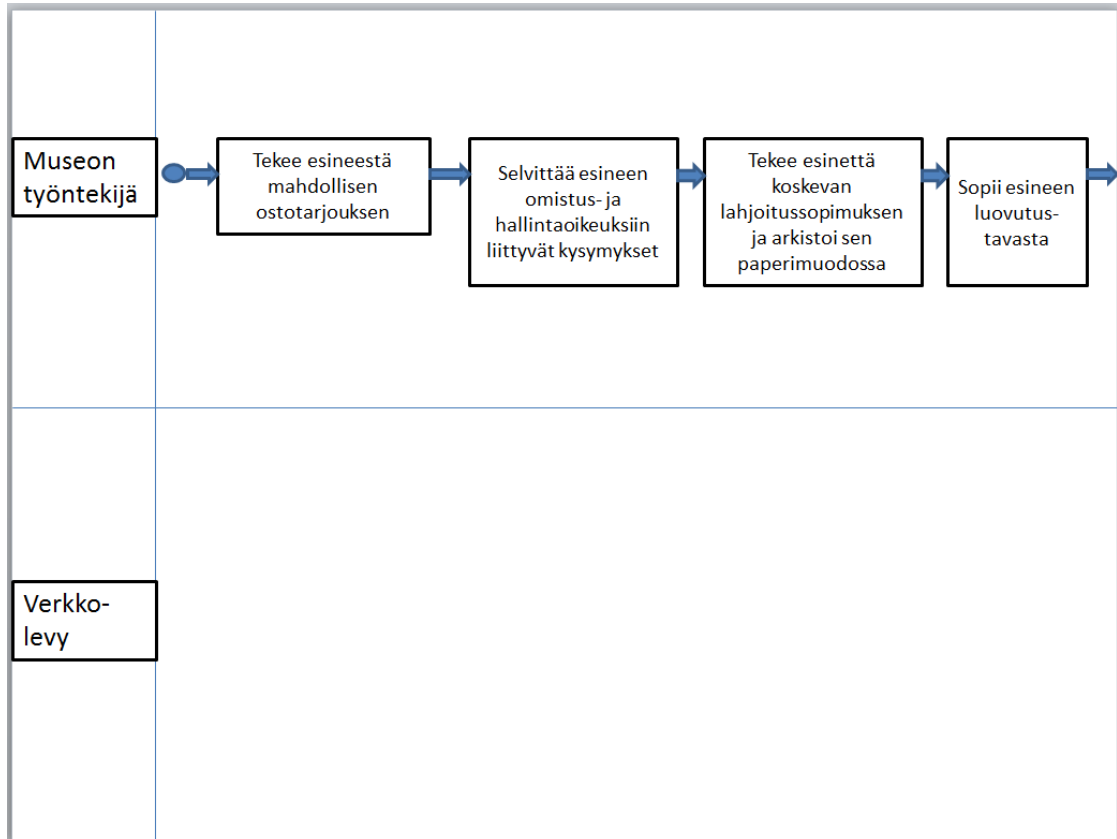 Museon
työntekijä
Tekee esineestä
mahdollisen
ostotarjouksen
Selvittää esineen
omistus- ja
hallintaoikeuksiin
liittyvät kysymykset
Tekee esinettä
koskevan
lahjoitussopimuksen
ja arkistoi sen
paperimuodossa
Sopii esineen
luovutus-
tavasta
Verkko-
levy